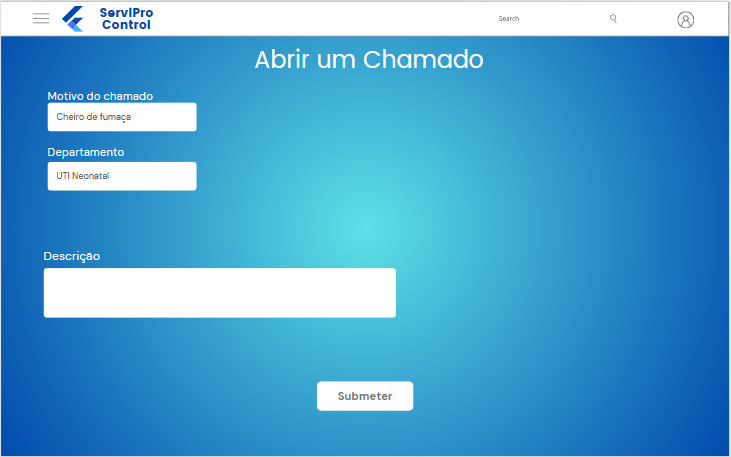 ServiPro
Control
Search
Abrir um Chamado
Motivo do chamado
Cheiro de fumaça
Departamento
UTI Neonatal
Descrição
Submeter